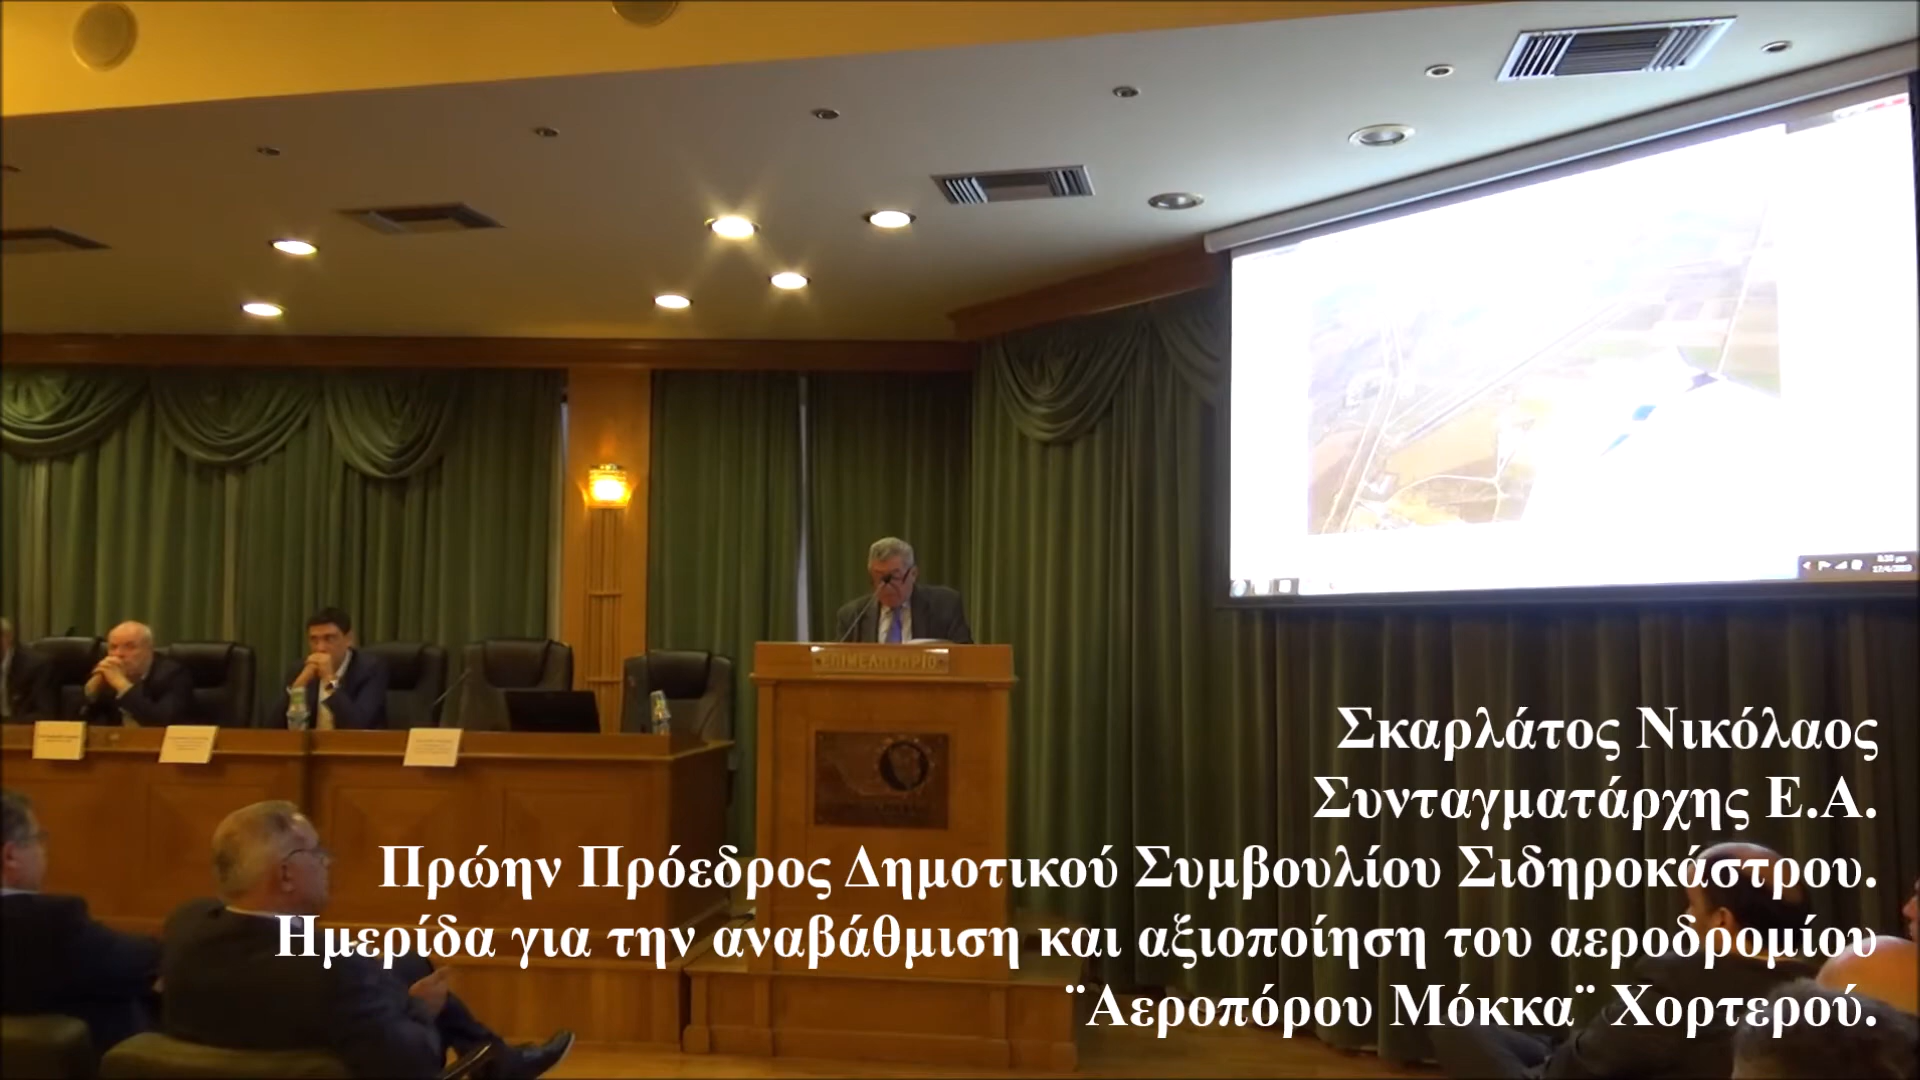 ΕΠΙΜΕΛΗΤΗΡΙΟ
Σκαρλάτος Νικόλαος
Συνταγματάρχης Ε.Α.
Πρώην Πρόεδρος Δημοτικού Συμβουλίου Σιδηροκάστρου.
Ημερίδα για την αναβάθμιση και αξιοποίηση του αεροδρομίου
¨Αεροπόρου Μόκκα¨ Χορτερού.